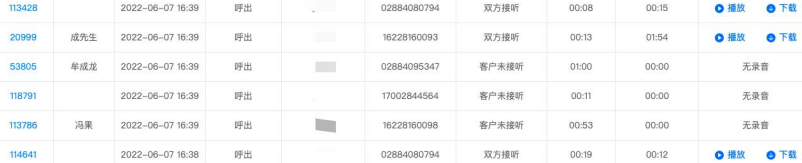 113428 2022-06-07 16:39 呼出 02884080794 双方接听 00:08 00:15 播放 下载
20999 成先生 2022-06-07 16:39 呼出 16228160093 双方接听 00:13 01:54 播放 下载
53805 牟成龙 2022-06-07 16:39 呼出 02884095347 客户未接听 01:00 00:00 无录音
118791 2022-06-07 16:39 呼出 17002844564 客户未接听 00:11 00:00 无录音
113786 冯果 2022-06-07 16:38 呼出 16228160098 客户未接听 00:53 00:00 无录音
114641 2022-06-07 16:38 呼出 02884080794 双方接听 00:19 00:12 播放 下载